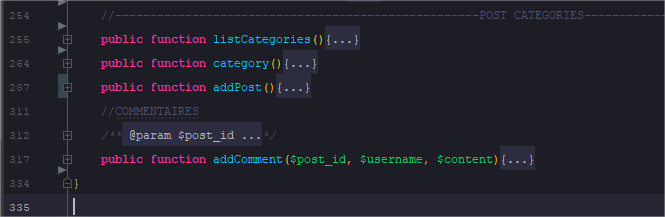 254 //----------------------------------------------------POST CATEGORIES------------
255 public function listCategories(){...}
264 public function category(){...}
287 public function addPost(){...}
311 //COMMENTAIRES
312 /** @param $post_id ...*/
317 public function addComment($post_id, $username, $content){...}
334 }
335